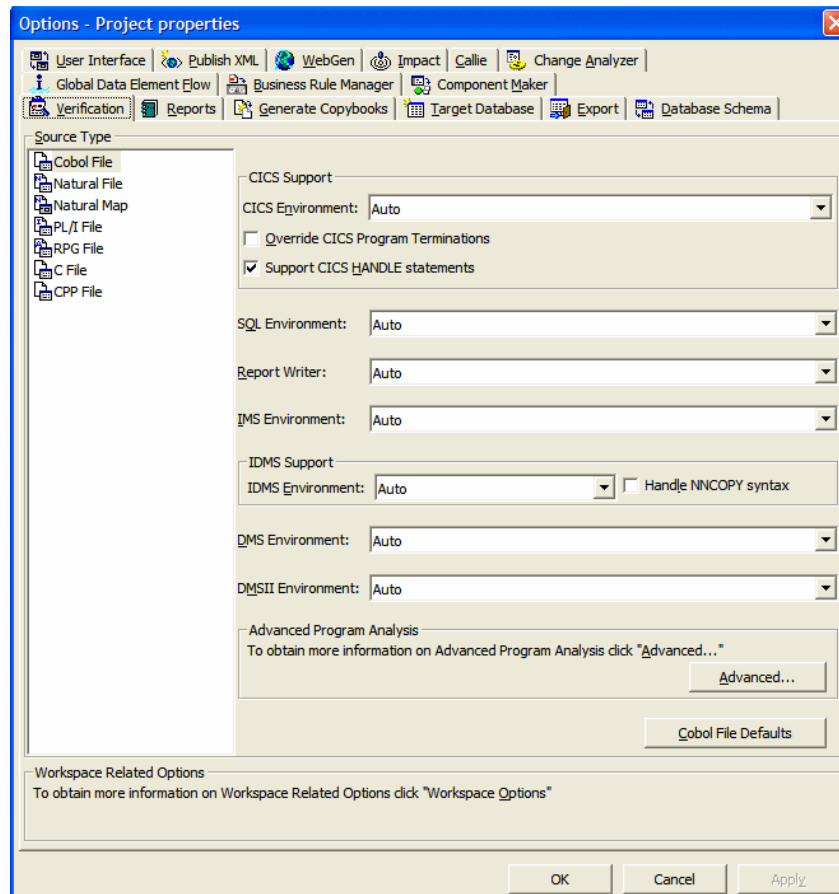 Options - Project properties
User Interface Publish XML WebGen Impact Callie Change Analyzer
Global Data Element Flow Business Rule Manager Component Maker
Verification Reports Generate Copybooks Target Database Export Database Schema
Source Type
Cobol File
Natural File
Natural Map
PL/I File
RPG File
C File
CPP File
CICS Support
CICS Environment: Auto
Override CICS Program Terminations
Support CICS HANDLE statements
SQL Environment: Auto
Report Writer: Auto
IMS Environment: Auto
IDMS Support
IDMS Environment: Auto Handle NNCOPY syntax
DMS Environment: Auto
DMSII Environment: Auto
Advanced Program Analysis
To obtain more information on Advanced Program Analysis click "Advanced..."
Advanced...
Cobol File Defaults
Workspace Related Options
To obtain more information on Workspace Related Options click "Workspace Options"
OK Cancel Apply